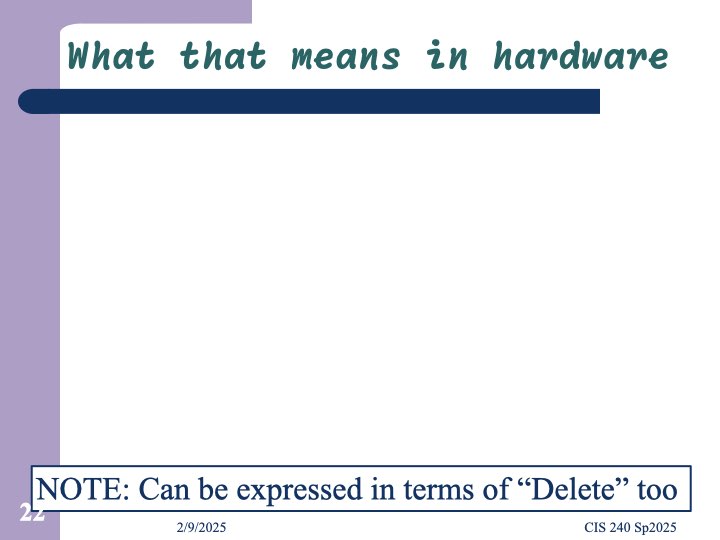 What that means in hardware
NOTE: Can be expressed in terms of “Delete” too
22
2/9/2025
CIS 240 Sp2025